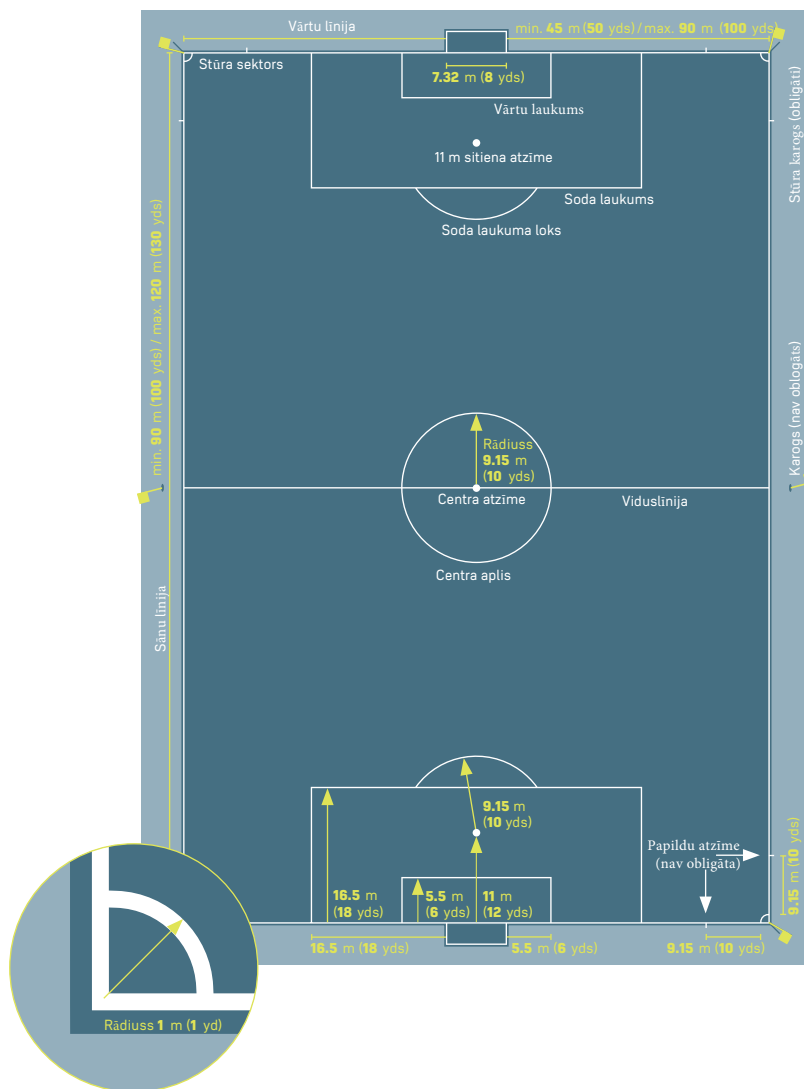 Vārtu līnija
min. 45 m (50 yds) / max. 90 m (100 yds)
Stūra sektors
7.32 m (8 yds)
Vārtu laukums
11 m sitiena atzīme
Soda laukums
Soda laukuma loks
Stūra karogs (obligāti)
min. 90 m (100 yds) / max. 120 m (130 yds)
Karogs (nav oblogāts)
Rādiuss
9.15 m
(10 yds)
Centra atzīme
Viduslīnija
Centra aplis
Sānu līnija
9.15 m
(10 yds)
Papildu atzīme
(nav obligāta)
9.15 m (10 yds)
16.5 m
(18 yds)
5.5 m
(6 yds)
11 m
(12 yds)
16.5 m (18 yds)
5.5 m (6 yds)
9.15 m (10 yds)
Rādiuss 1 m (1 yd)